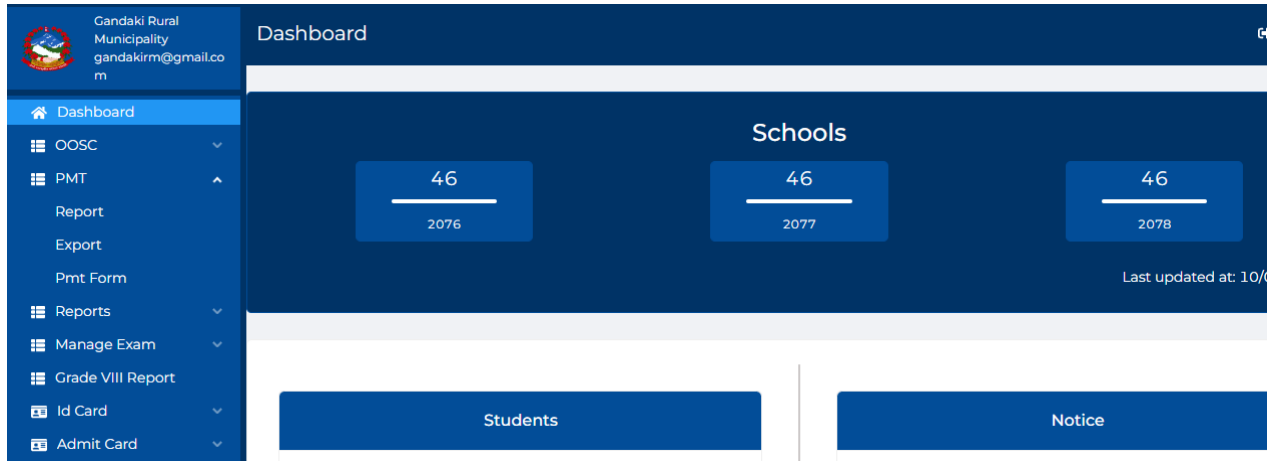 Gandaki Rural
Municipality
gandakirm@gmail.co
m
Dashboard
Dashboard
OOSC
PMT
Report
Export
Pmt Form
Reports
Manage Exam
Grade VIII Report
Id Card
Admit Card
Schools
46
46
46
2076
2077
2078
Last updated at: 10/
Students
Notice